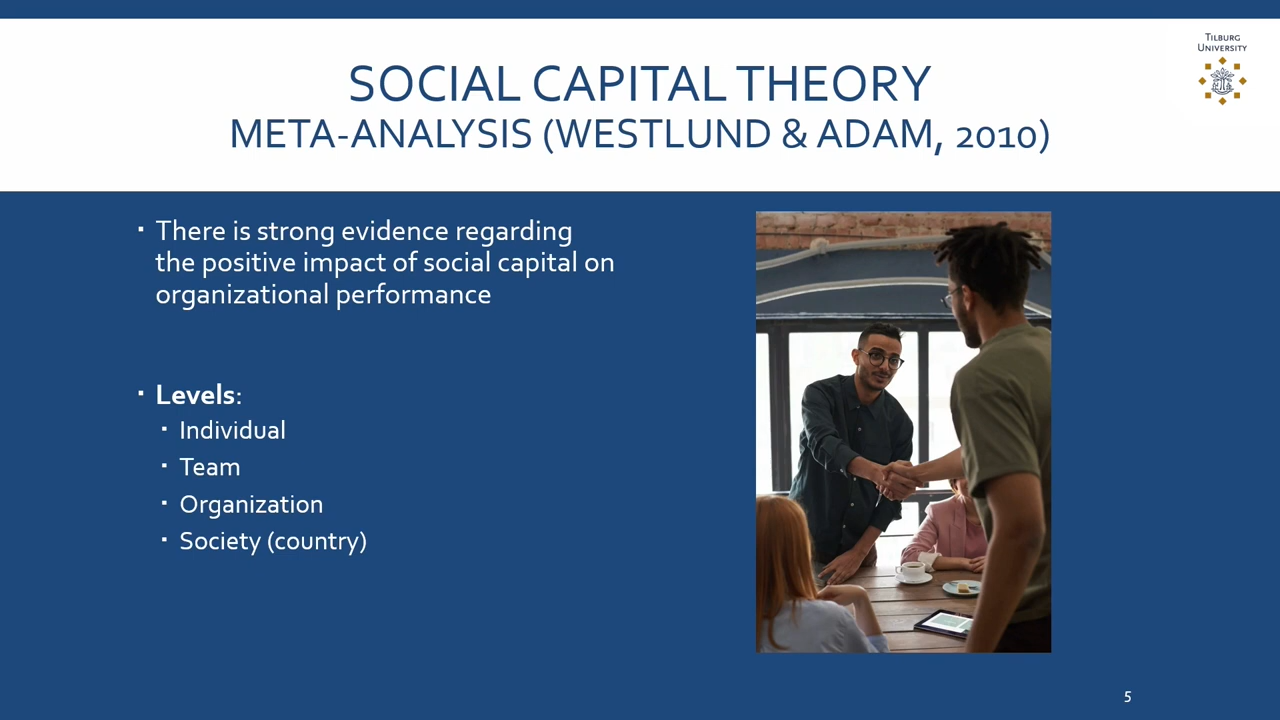 TILBURG
UNIVERSITY
SOCIAL CAPITAL THEORY
META-ANALYSIS (WESTLUND & ADAM, 2010)
▪ There is strong evidence regarding
the positive impact of social capital on
organizational performance
▪ Levels:
▪ Individual
▪ Team
▪ Organization
▪ Society (country)
5